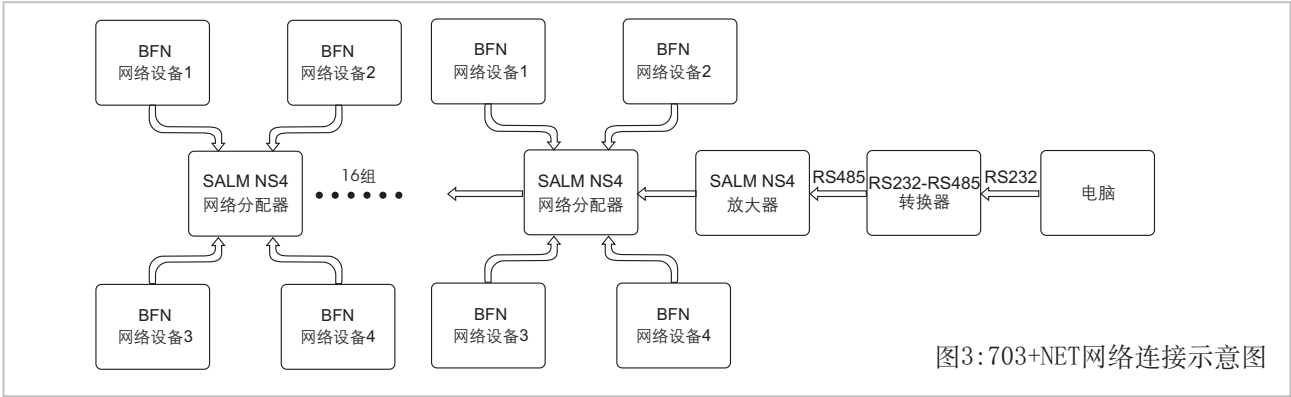 BFN
网络设备1
BFN
网络设备2
BFN
网络设备1
BFN
网络设备2
SALM NS4
网络分配器
16组
SALM NS4
网络分配器
SALM NS4
放大器
RS485
RS232-RS485
转换器
RS232
电脑
BFN
网络设备3
BFN
网络设备4
BFN
网络设备3
BFN
网络设备4
图3:703+NET网络连接示意图